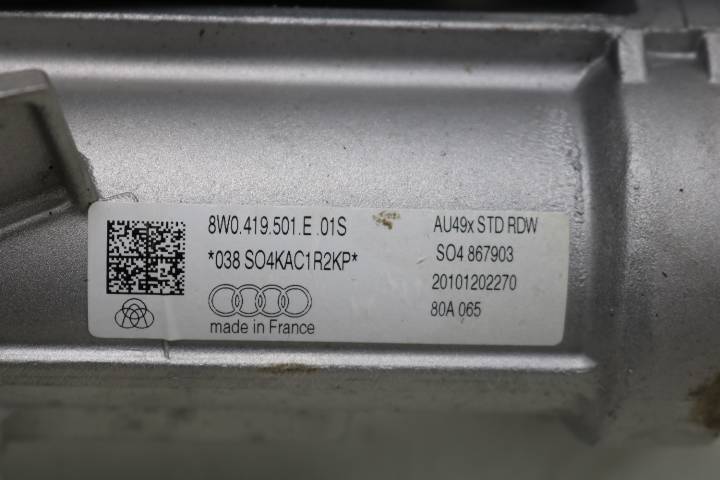 8W0.419.501.E .01S
*038 SO4KAC1R2KP*
made in France
AU49x STD RDW
SO4 867903
20101202270
80A 065